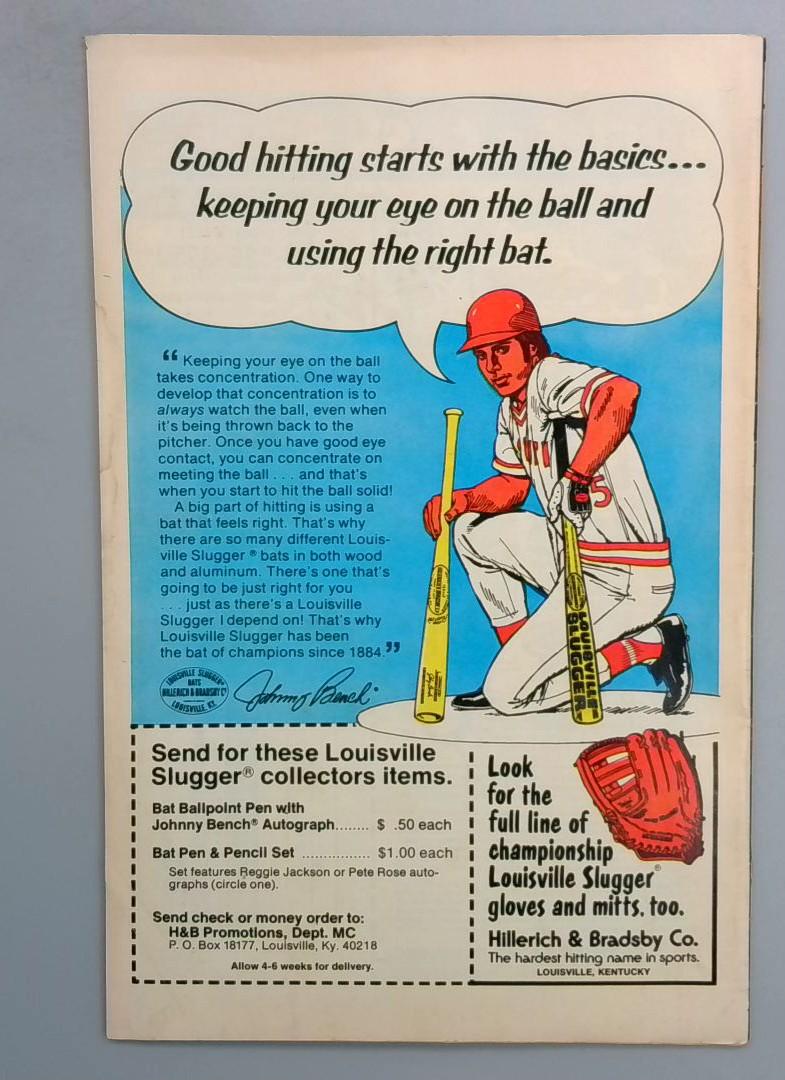 Good hitting starts with the basics...
keeping your eye on the ball and
using the right bat.
“ Keeping your eye on the ball
takes concentration. One way to
develop that concentration is to
always watch the ball, even when
it's being thrown back to the
pitcher. Once you have good eye
contact, you can concentrate on
meeting the ball . . . and that's
when you start to hit the ball solid!
A big part of hitting is using a
bat that feels right. That's why
there are so many different Louis-
ville Slugger ® bats in both wood
and aluminum. There's one that's
going to be just right for you
. . . just as there's a Louisville
Slugger I depend on! That's why
Louisville Slugger has been
the bat of champions since 1884.”
5
LOUISVILLE
SLUGGER
LOUISVILLE SLUGGER
BATS
HILLERICH & BRADSBY Co
LOUISVILLE, KY.
Johnny Bench
Send for these Louisville
Slugger® collectors items.
Bat Ballpoint Pen with
Johnny Bench® Autograph........ $ .50 each
Bat Pen & Pencil Set ................ $1.00 each
Set features Reggie Jackson or Pete Rose auto-
graphs (circle one).
Send check or money order to:
H&B Promotions, Dept. MC
P. O. Box 18177, Louisville, Ky. 40218
Allow 4-6 weeks for delivery.
Look
for the
full line of
championship
Louisville Slugger®
gloves and mitts, too.
Hillerich & Bradsby Co.
The hardest hitting name in sports.
LOUISVILLE, KENTUCKY